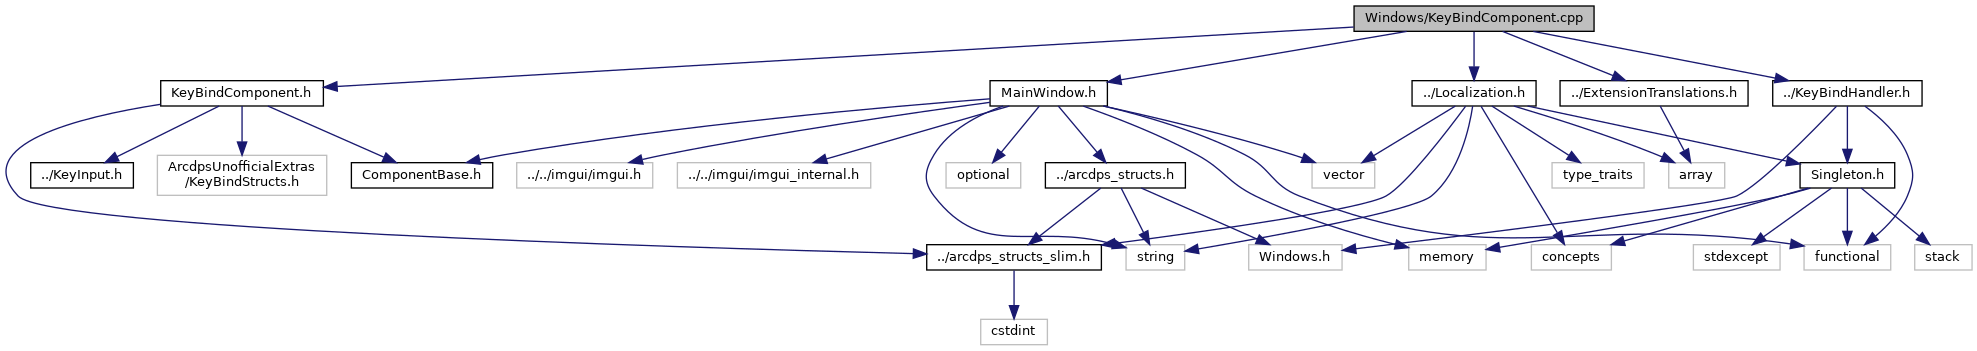 Windows/KeyBindComponent.cpp
KeyBindComponent.h
MainWindow.h
../Localization.h
../ExtensionTranslations.h
../KeyBindHandler.h
../KeyInput.h
ArcdpsUnofficialExtras
/KeyBindStructs.h
ComponentBase.h
../../imgui/imgui.h
../../imgui/imgui_internal.h
optional
../arcdps_structs.h
vector
type_traits
array
Singleton.h
../arcdps_structs_slim.h
string
Windows.h
memory
concepts
stdexcept
functional
stack
cstdint